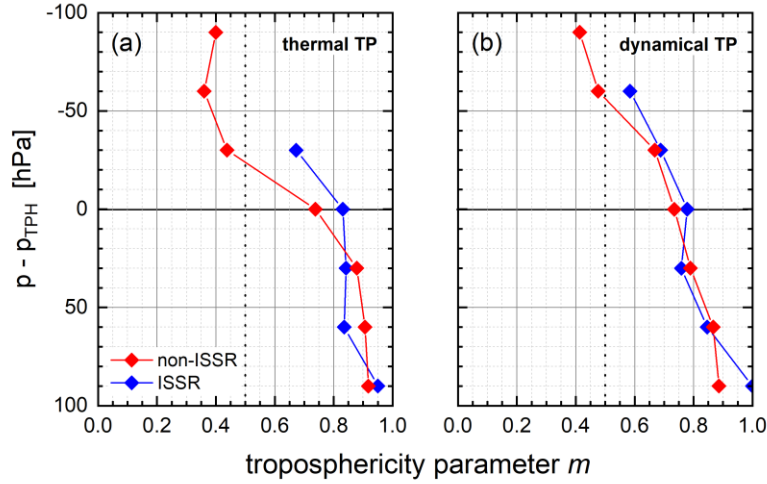 (a) thermal TP
(b) dynamical TP
-100
-50
0
50
100
p - pTPH [hPa]
non-ISSR
ISSR
0.0 0.2 0.4 0.6 0.8 1.0
0.0 0.2 0.4 0.6 0.8 1.0
troposphericity parameter m